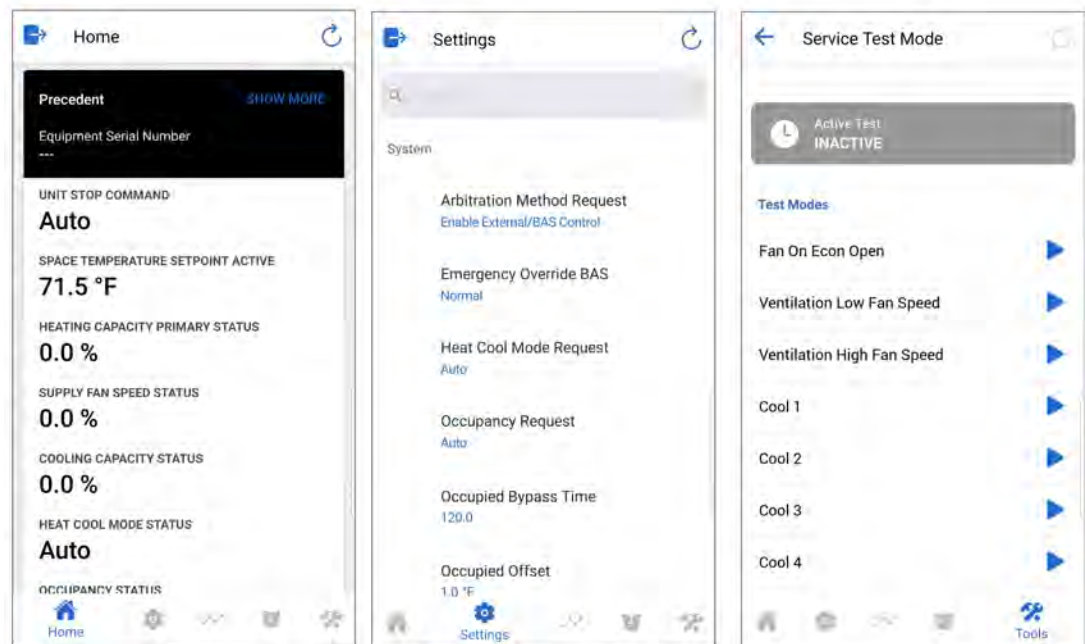 Home
Precedent
SHOW MORE
Equipment Serial Number
---
UNIT STOP COMMAND
Auto
SPACE TEMPERATURE SETPOINT ACTIVE
71.5 °F
HEATING CAPACITY PRIMARY STATUS
0.0 %
SUPPLY FAN SPEED STATUS
0.0 %
COOLING CAPACITY STATUS
0.0 %
HEAT COOL MODE STATUS
Auto
OCCUPANCY STATUS
Home
Settings
System
Arbitration Method Request
Enable External/BAS Control
Emergency Override BAS
Normal
Heat Cool Mode Request
Auto
Occupancy Request
Auto
Occupied Bypass Time
120.0
Occupied Offset
1.0 °F
Settings
Service Test Mode
Active Test
INACTIVE
Test Modes
Fan On Econ Open
Ventilation Low Fan Speed
Ventilation High Fan Speed
Cool 1
Cool 2
Cool 3
Cool 4
Tools